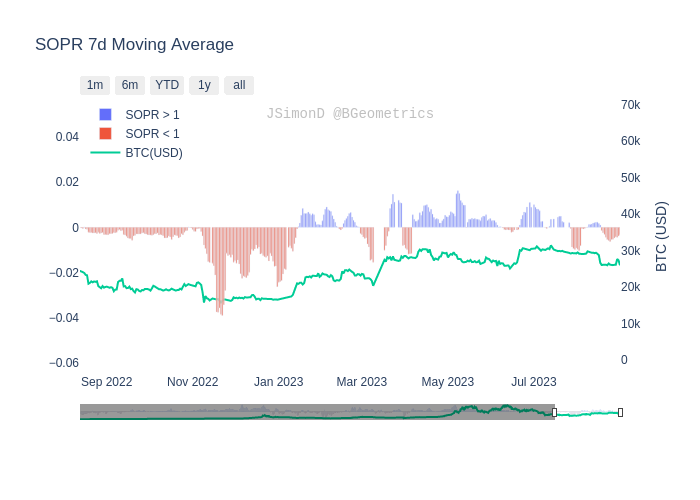 SOPR 7d Moving Average
1m 6m YTD 1y all
JSimonD @BGeometrics
SOPR > 1
SOPR < 1
BTC(USD)
0.04
0.02
0
−0.02
−0.04
−0.06
70k
60k
50k
40k
30k
20k
10k
0
BTC (USD)
Sep 2022 Nov 2022 Jan 2023 Mar 2023 May 2023 Jul 2023